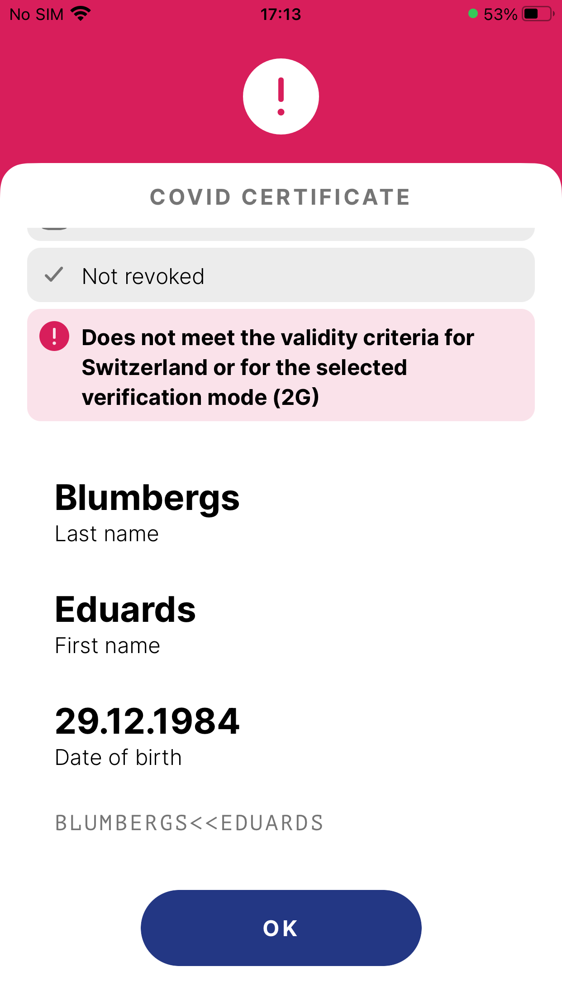 No SIM 17:13 53%
COVID CERTIFICATE
Not revoked
Does not meet the validity criteria for
Switzerland or for the selected
verification mode (2G)
Blumbergs
Last name
Eduards
First name
29.12.1984
Date of birth
BLUMBERGS<<EDUARDS
OK